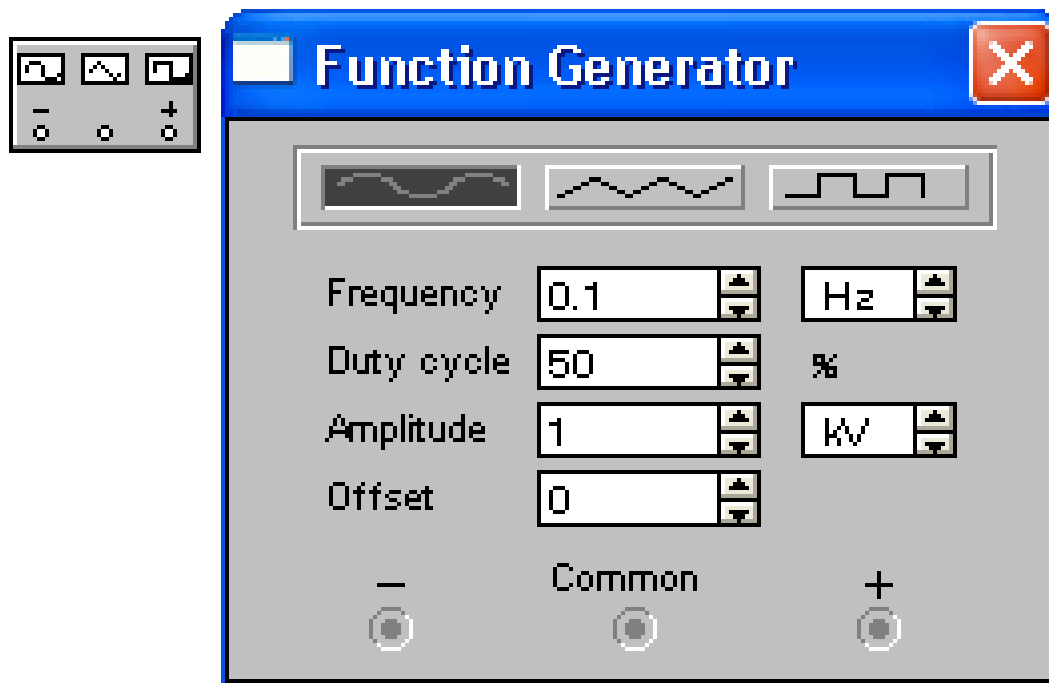 Function Generator
Frequency 0.1 Hz
Duty cycle 50 %
Amplitude 1 kV
Offset 0
− Common +
− +